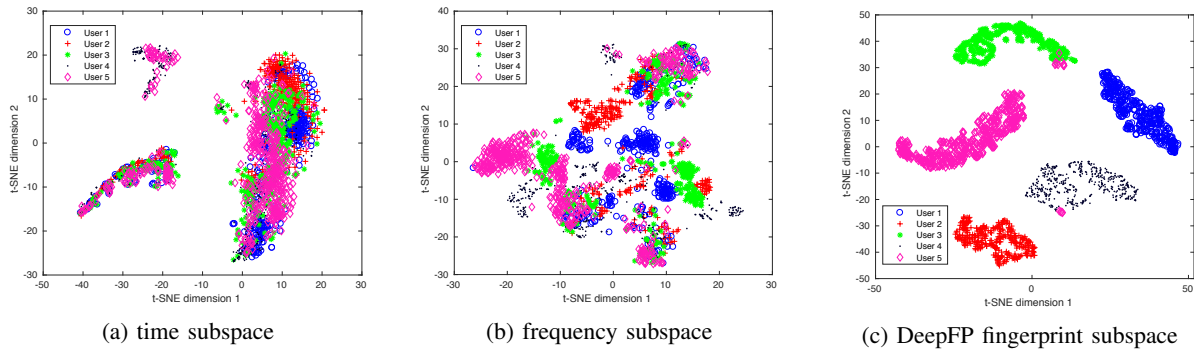 30
20
10
0
-10
-20
-30
-50 -40 -30 -20 -10 0 10 20 30
t-SNE dimension 2
t-SNE dimension 1
User 1
User 2
User 3
User 4
User 5
(a) time subspace
40
30
20
10
0
-10
-20
-30
-30 -20 -10 0 10 20 30
t-SNE dimension 2
t-SNE dimension 1
User 1
User 2
User 3
User 4
User 5
(b) frequency subspace
50
40
30
20
10
0
-10
-20
-30
-40
-50
-50 0 50
t-SNE dimension 2
t-SNE dimension 1
User 1
User 2
User 3
User 4
User 5
(c) DeepFP fingerprint subspace